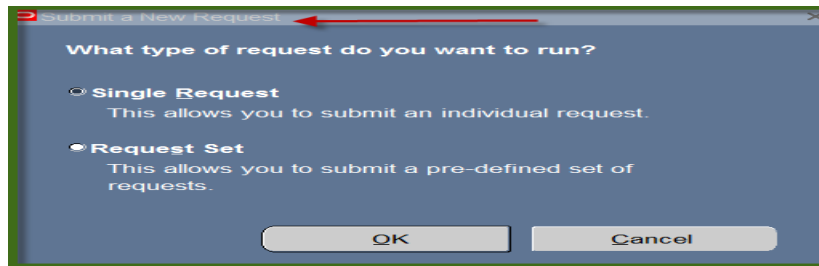 Submit a New Request
What type of request do you want to run?
Single Request
This allows you to submit an individual request.
Request Set
This allows you to submit a pre-defined set of
requests.
OK
Cancel